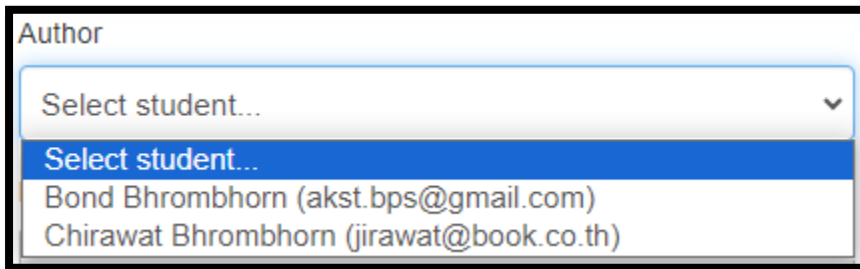 Author
Select student...
Select student...
Bond Bhrombhorn (akst.bps@gmail.com)
Chirawat Bhrombhorn (jirawat@book.co.th)